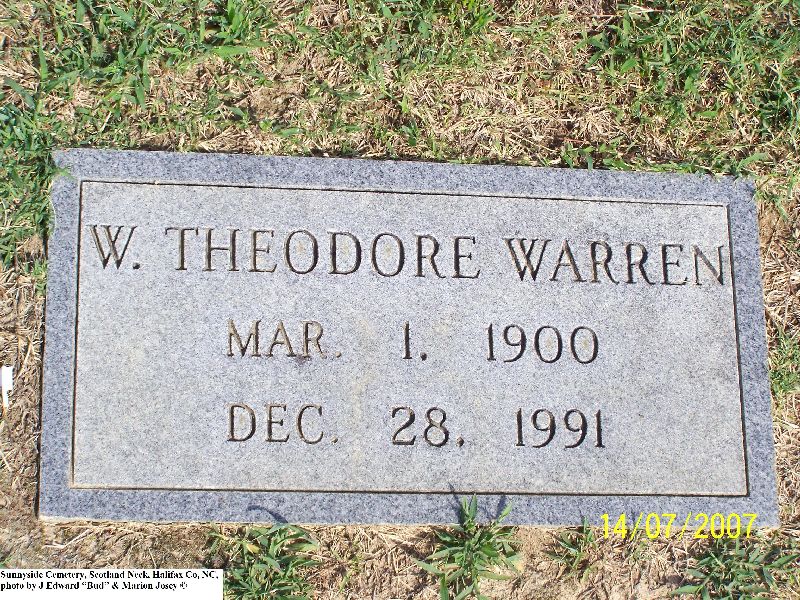 W. THEODORE WARREN
MAR. 1. 1900
DEC. 28. 1991
14/07/2007
Sunnyside Cemetery, Scotland Neck, Halifax Co, NC,
photo by J Edward "Bud" & Marion Josey ©